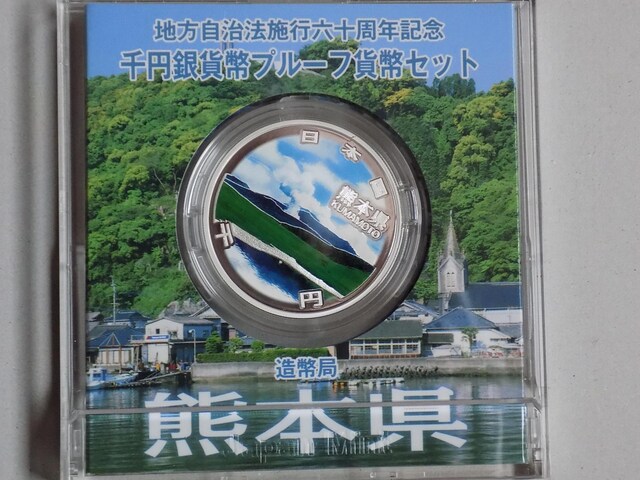 地方自治法施行六十周年記念
千円銀貨幣プルーフ貨幣セット
日本國
熊本県
KUMAMOTO
千円
造幣局
熊本県